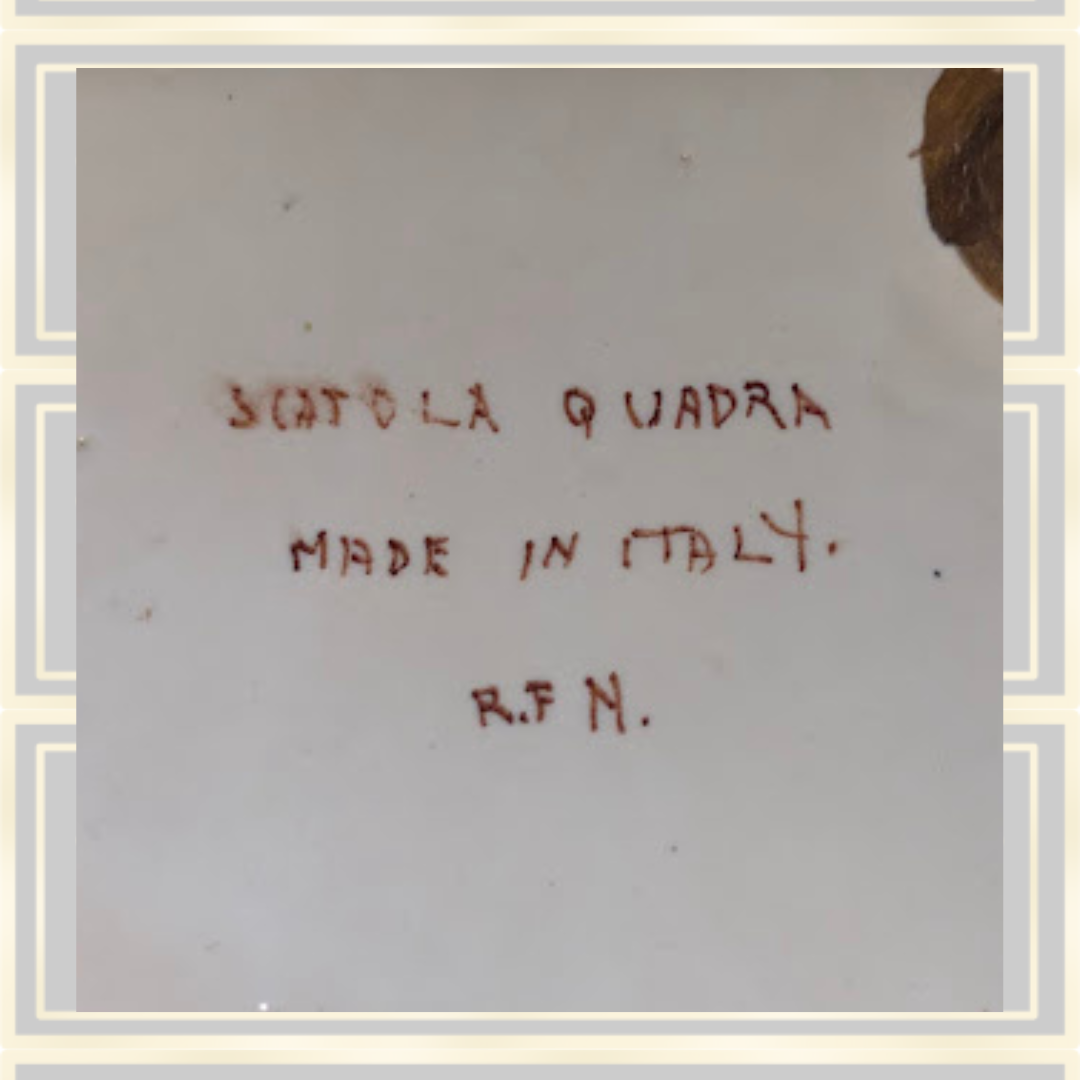 SCATOLA QUADRA
MADE IN ITALY.
R.F N.